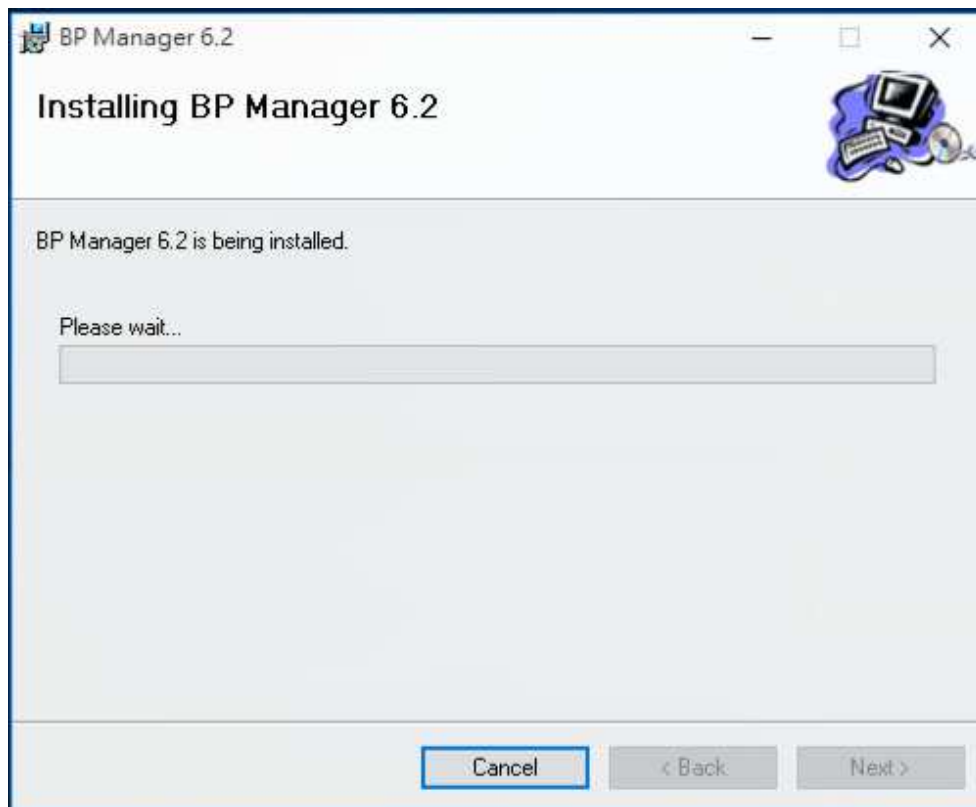 BP Manager 6.2
Installing BP Manager 6.2
BP Manager 6.2 is being installed.
Please wait...
Cancel
< Back
Next >